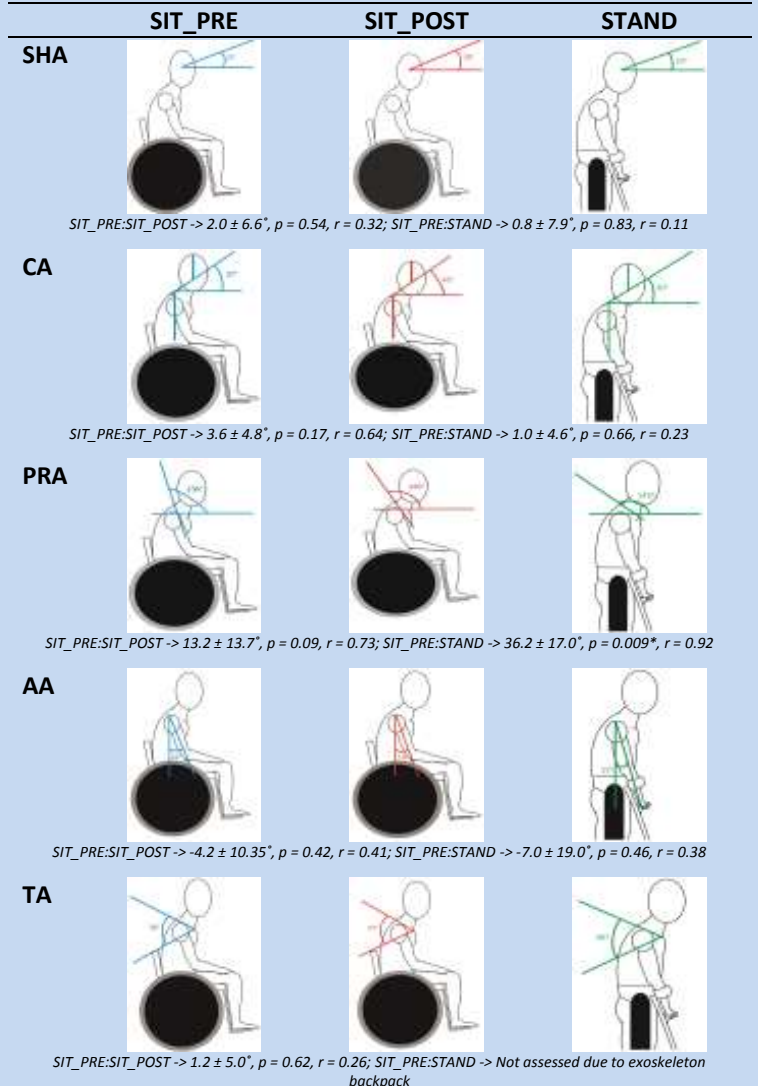 SIT_PRE SIT_POST STAND
SHA
SIT_PRE:SIT_POST -> 2.0 ± 6.6˚, p = 0.54, r = 0.32; SIT_PRE:STAND -> 0.8 ± 7.9˚, p = 0.83, r = 0.11
CA
SIT_PRE:SIT_POST -> 3.6 ± 4.8˚, p = 0.17, r = 0.64; SIT_PRE:STAND -> 1.0 ± 4.6˚, p = 0.66, r = 0.23
PRA
SIT_PRE:SIT_POST -> 13.2 ± 13.7˚, p = 0.09, r = 0.73; SIT_PRE:STAND -> 36.2 ± 17.0˚, p = 0.009*, r = 0.92
AA
SIT_PRE:SIT_POST -> -4.2 ± 10.35˚, p = 0.42, r = 0.41; SIT_PRE:STAND -> -7.0 ± 19.0˚, p = 0.46, r = 0.38
TA
SIT_PRE:SIT_POST -> 1.2 ± 5.0˚, p = 0.62, r = 0.26; SIT_PRE:STAND -> Not assessed due to exoskeleton
backpack